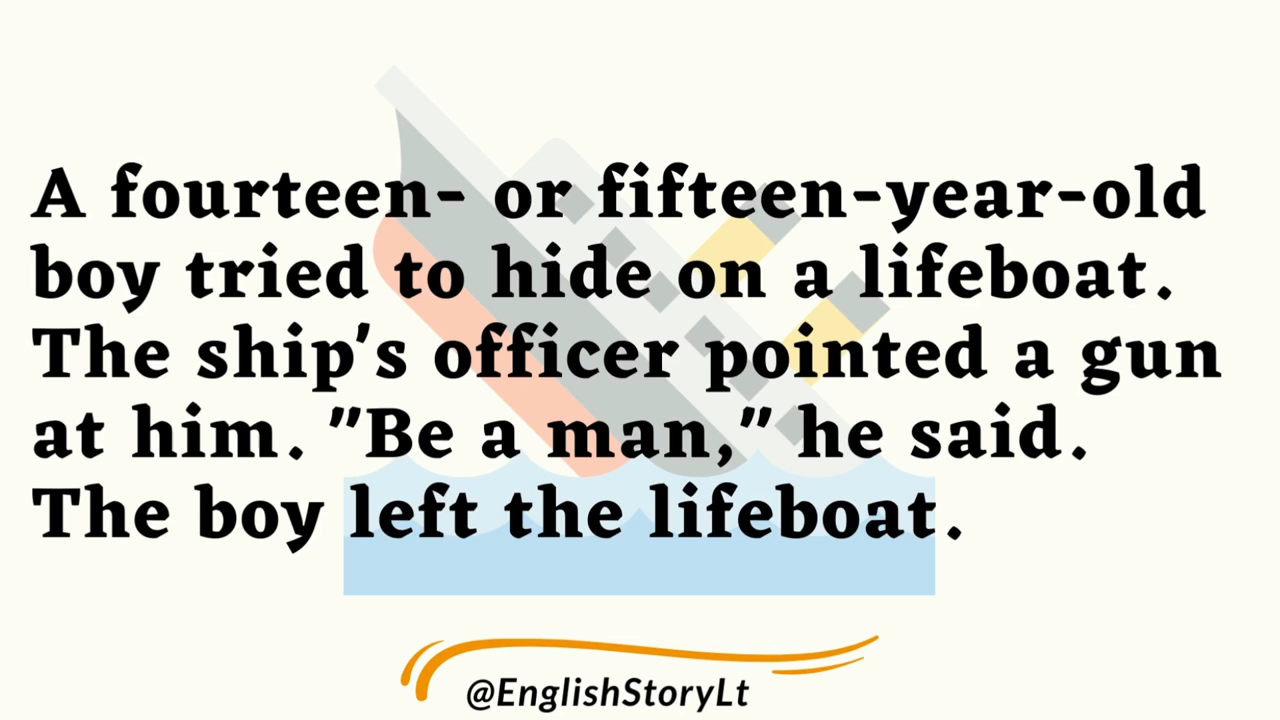 A fourteen- or fifteen-year-old
boy tried to hide on a lifeboat.
The ship's officer pointed a gun
at him. "Be a man," he said.
The boy left the lifeboat.
@EnglishStoryLt